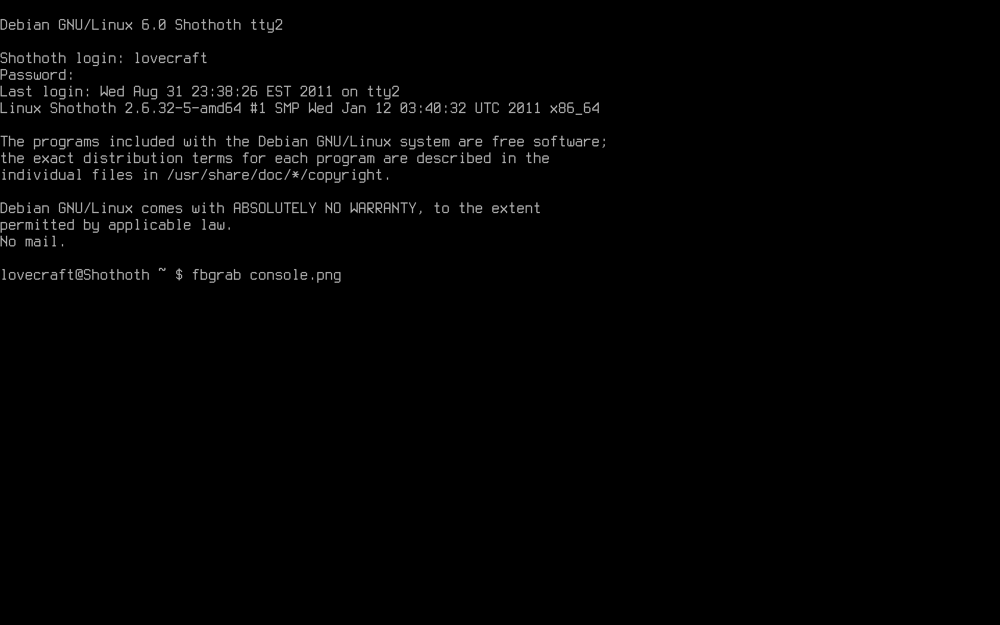 Debian GNU/Linux 6.0 Shothoth tty2
Shothoth login: lovecraft
Password:
Last login: Wed Aug 31 23:38:26 EST 2011 on tty2
Linux Shothoth 2.6.32-5-amd64 #1 SMP Wed Jan 12 03:40:32 UTC 2011 x86_64
The programs included with the Debian GNU/Linux system are free software;
the exact distribution terms for each program are described in the
individual files in /usr/share/doc/*/copyright.
Debian GNU/Linux comes with ABSOLUTELY NO WARRANTY, to the extent
permitted by applicable law.
No mail.
lovecraft@Shothoth ~ $ fbgrab console.png